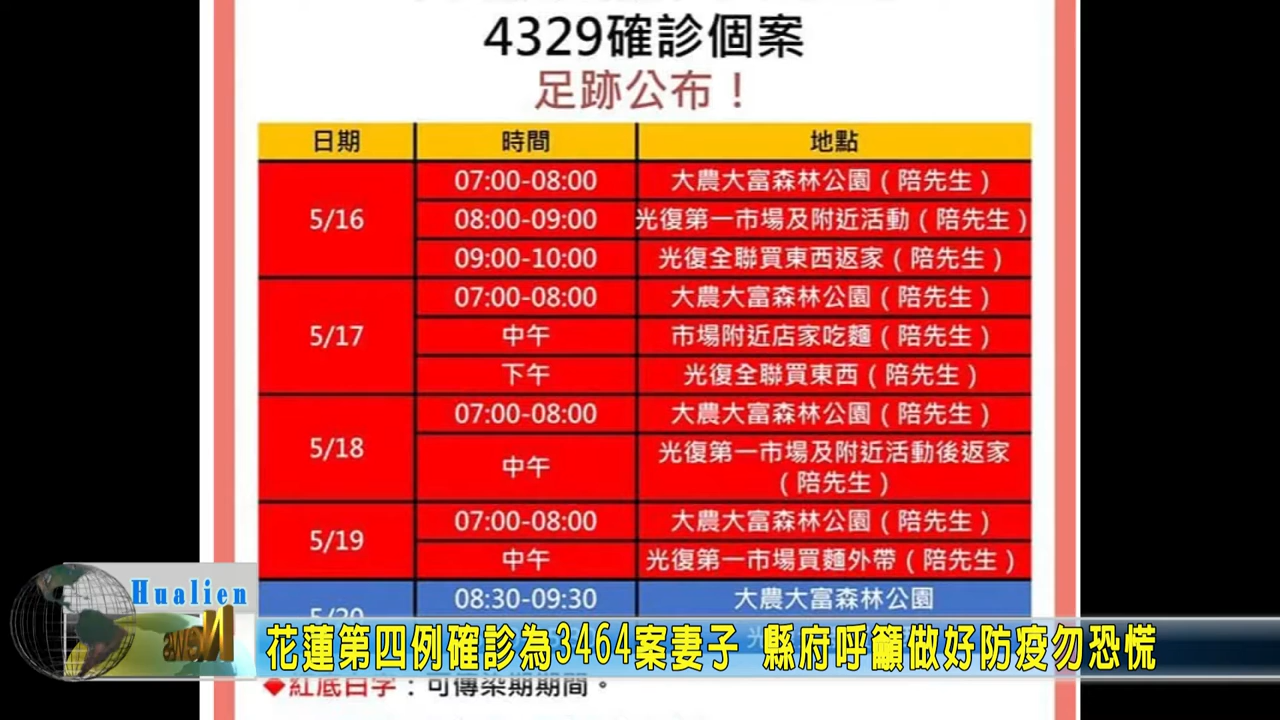 4329確診個案
足跡公布！
日期 時間 地點
5/16 07:00-08:00 大農大富森林公園（陪先生）
08:00-09:00 光復第一市場及附近活動（陪先生）
09:00-10:00 光復全聯買東西返家（陪先生）
5/17 07:00-08:00 大農大富森林公園（陪先生）
中午 市場附近店家吃麵（陪先生）
下午 光復全聯買東西（陪先生）
5/18 07:00-08:00 大農大富森林公園（陪先生）
中午 光復第一市場及附近活動後返家
（陪先生）
5/19 07:00-08:00 大農大富森林公園（陪先生）
中午 光復第一市場買麵外帶（陪先生）
5/20 08:30-09:30 大農大富森林公園
Hualien
News
花蓮第四例確診為3464案妻子 縣府呼籲做好防疫勿恐慌
◆紅底白字：可傳染期期間。